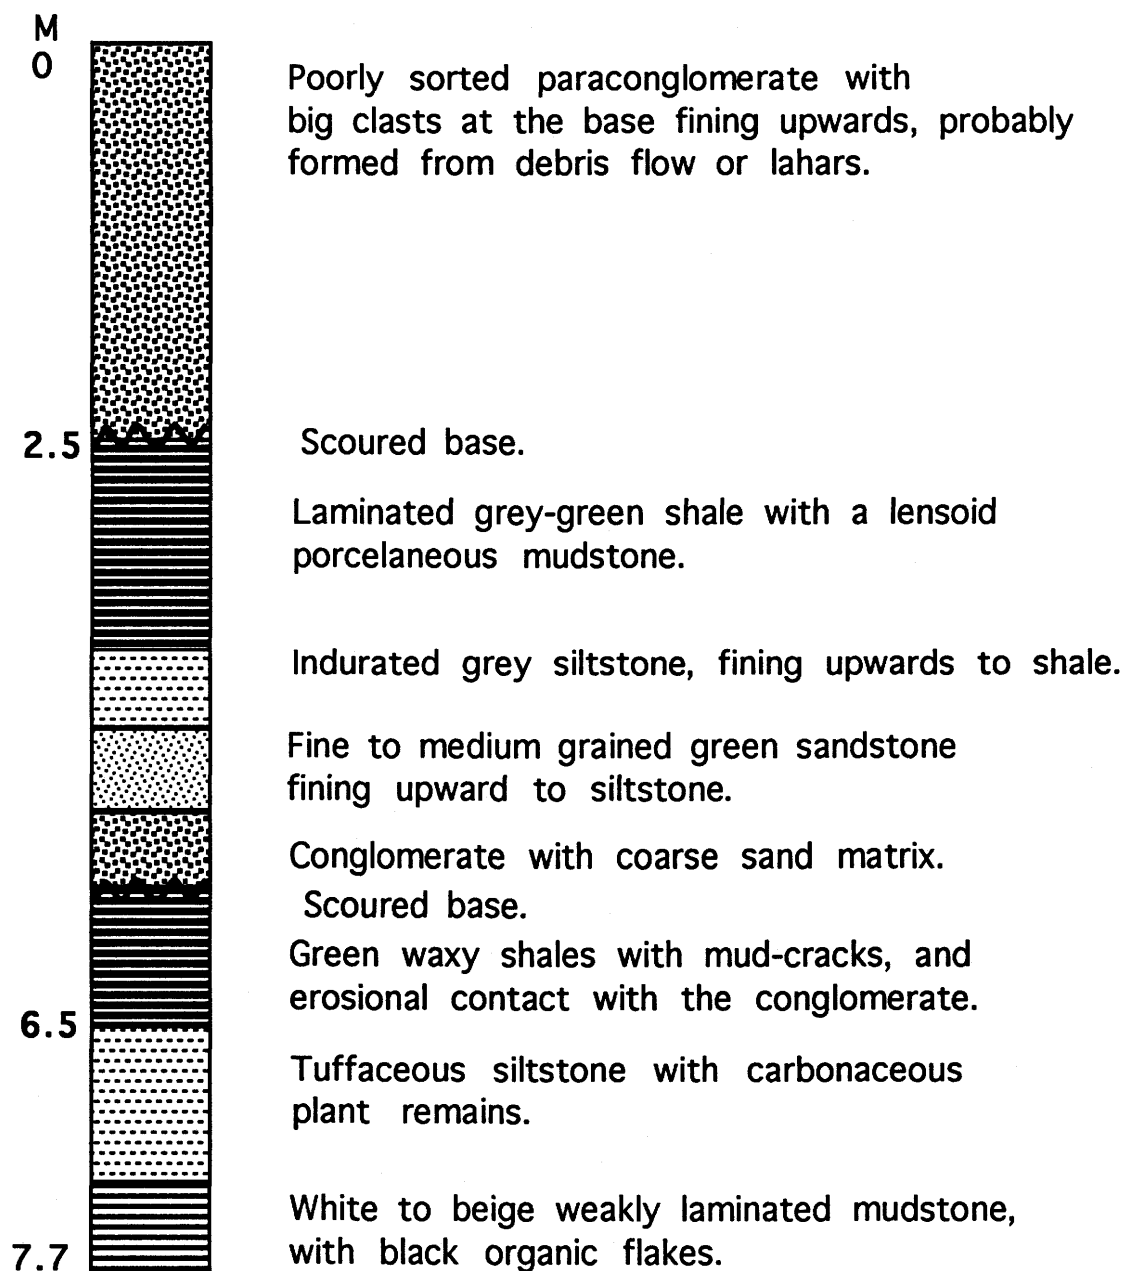 M
0
Poorly sorted paraconglomerate with
big clasts at the base fining upwards, probably
formed from debris flow or lahars.
2.5
Scoured base.
Laminated grey-green shale with a lensoid
porcelaneous mudstone.
Indurated grey siltstone, fining upwards to shale.
Fine to medium grained green sandstone
fining upward to siltstone.
Conglomerate with coarse sand matrix.
Scoured base.
Green waxy shales with mud-cracks, and
erosional contact with the conglomerate.
6.5
Tuffaceous siltstone with carbonaceous
plant remains.
White to beige weakly laminated mudstone,
with black organic flakes.
7.7